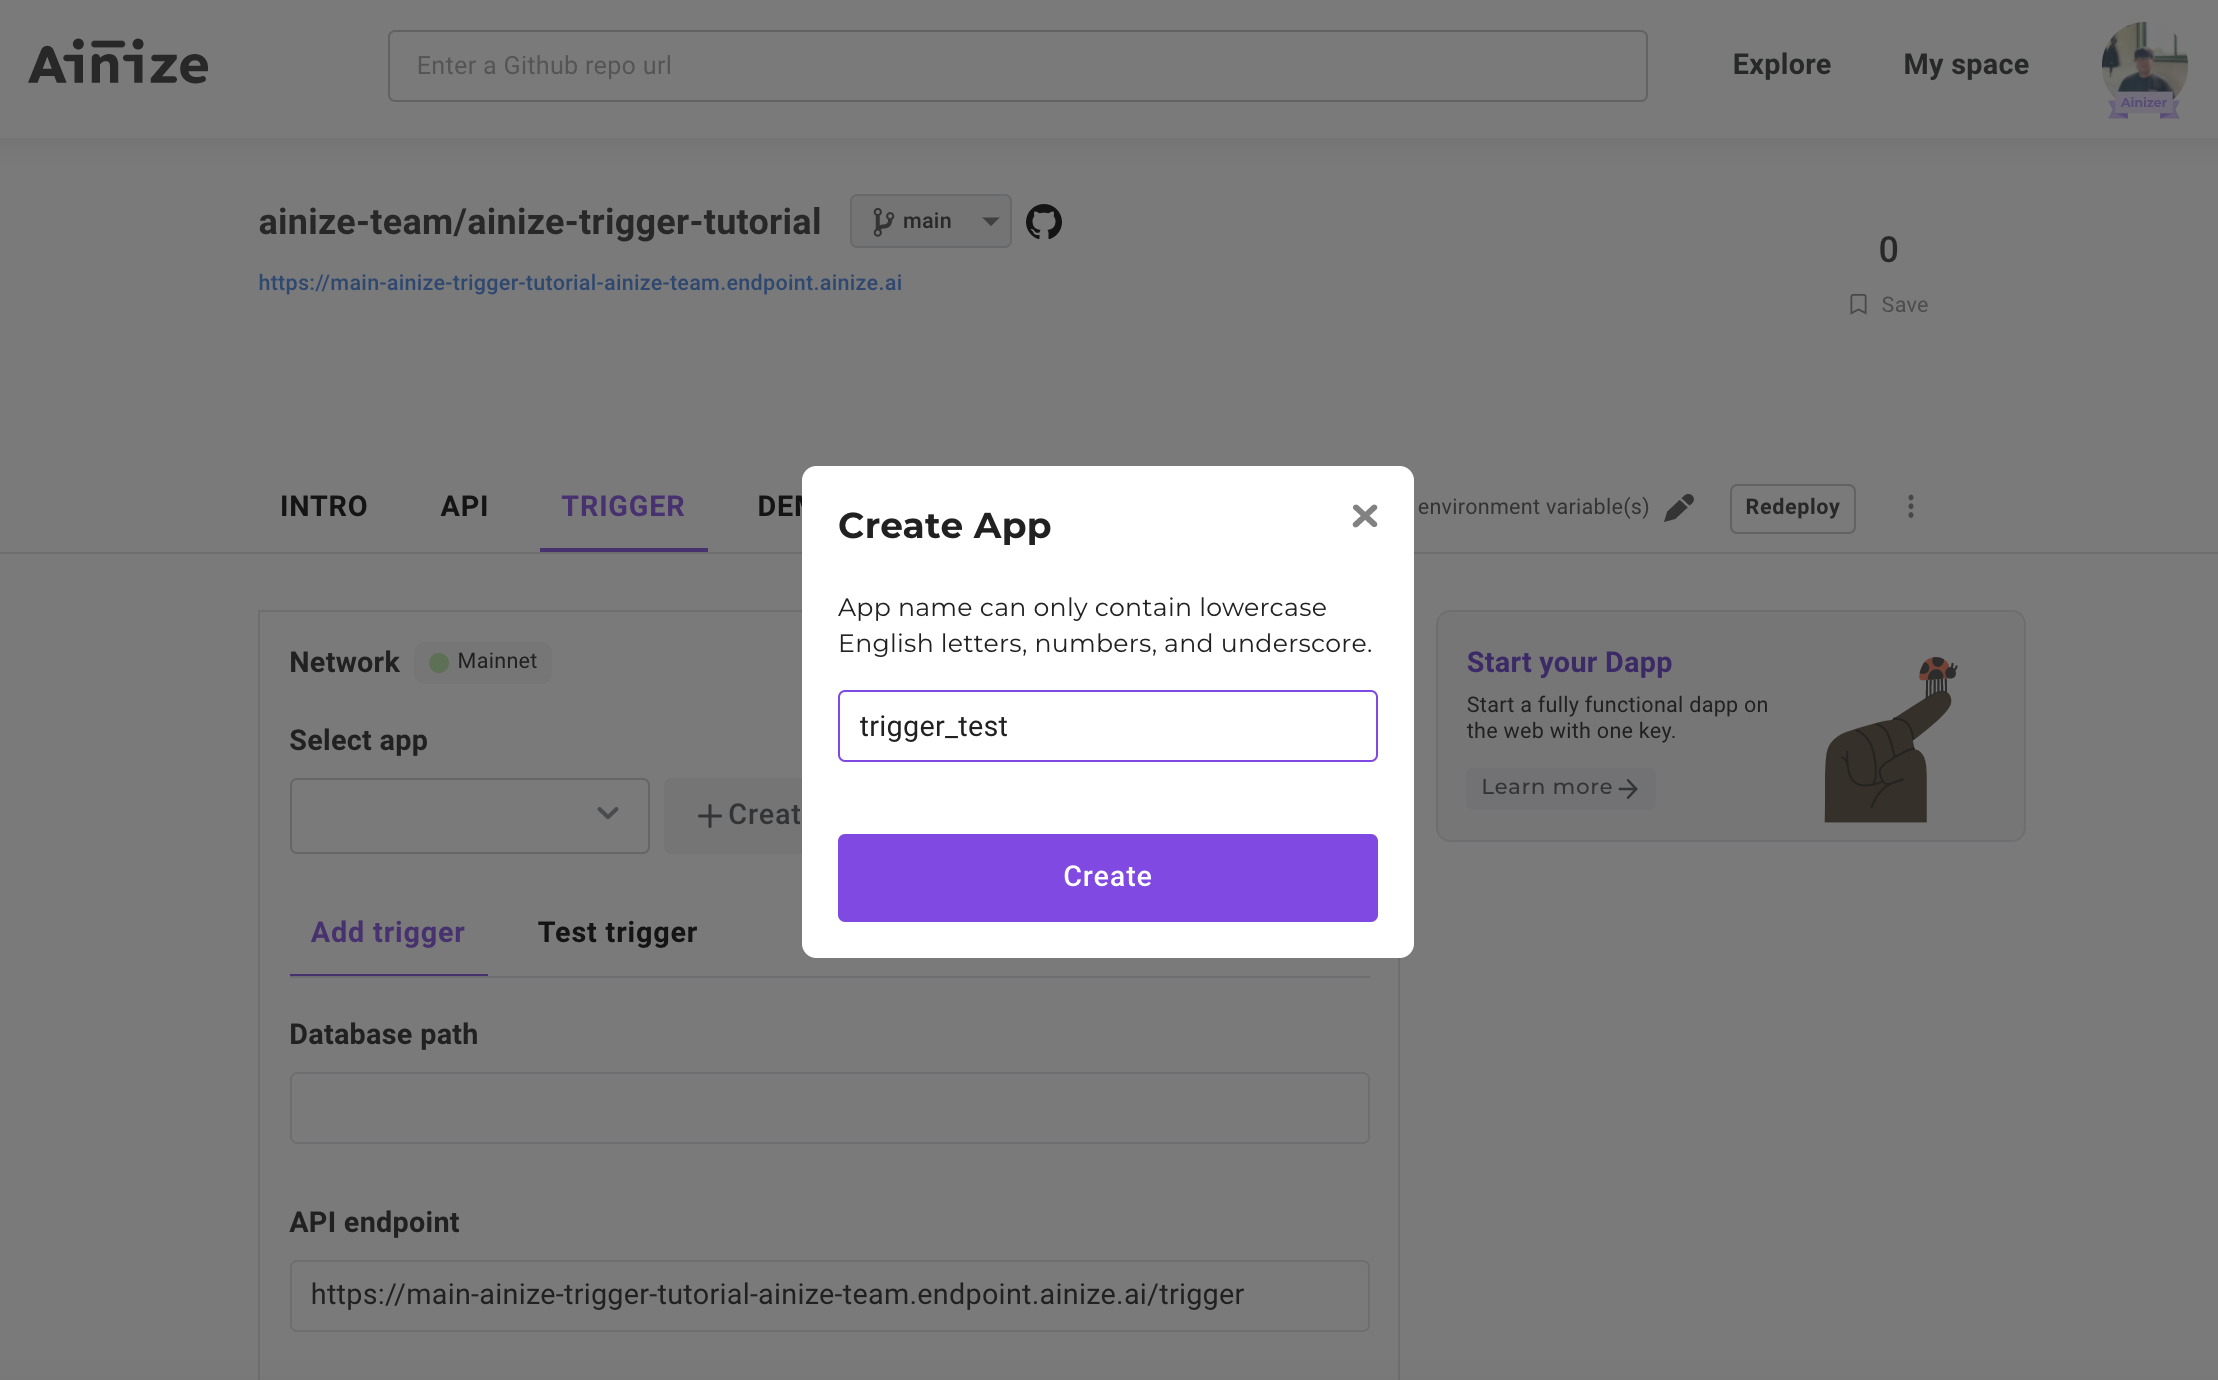 Ainize
Enter a Github repo url
Explore
My space
Ainizer
ainize-team/ainize-trigger-tutorial
main
https://main-ainize-trigger-tutorial-ainize-team.endpoint.ainize.ai
0
Save
INTRO
API
TRIGGER
DEM
environment variable(s)
Redeploy
Create App
App name can only contain lowercase
English letters, numbers, and underscore.
trigger_test
Create
Network
Mainnet
Select app
Creat
Add trigger
Test trigger
Database path
API endpoint
https://main-ainize-trigger-tutorial-ainize-team.endpoint.ainize.ai/trigger
Start your Dapp
Start a fully functional dapp on
the web with one key.
Learn more